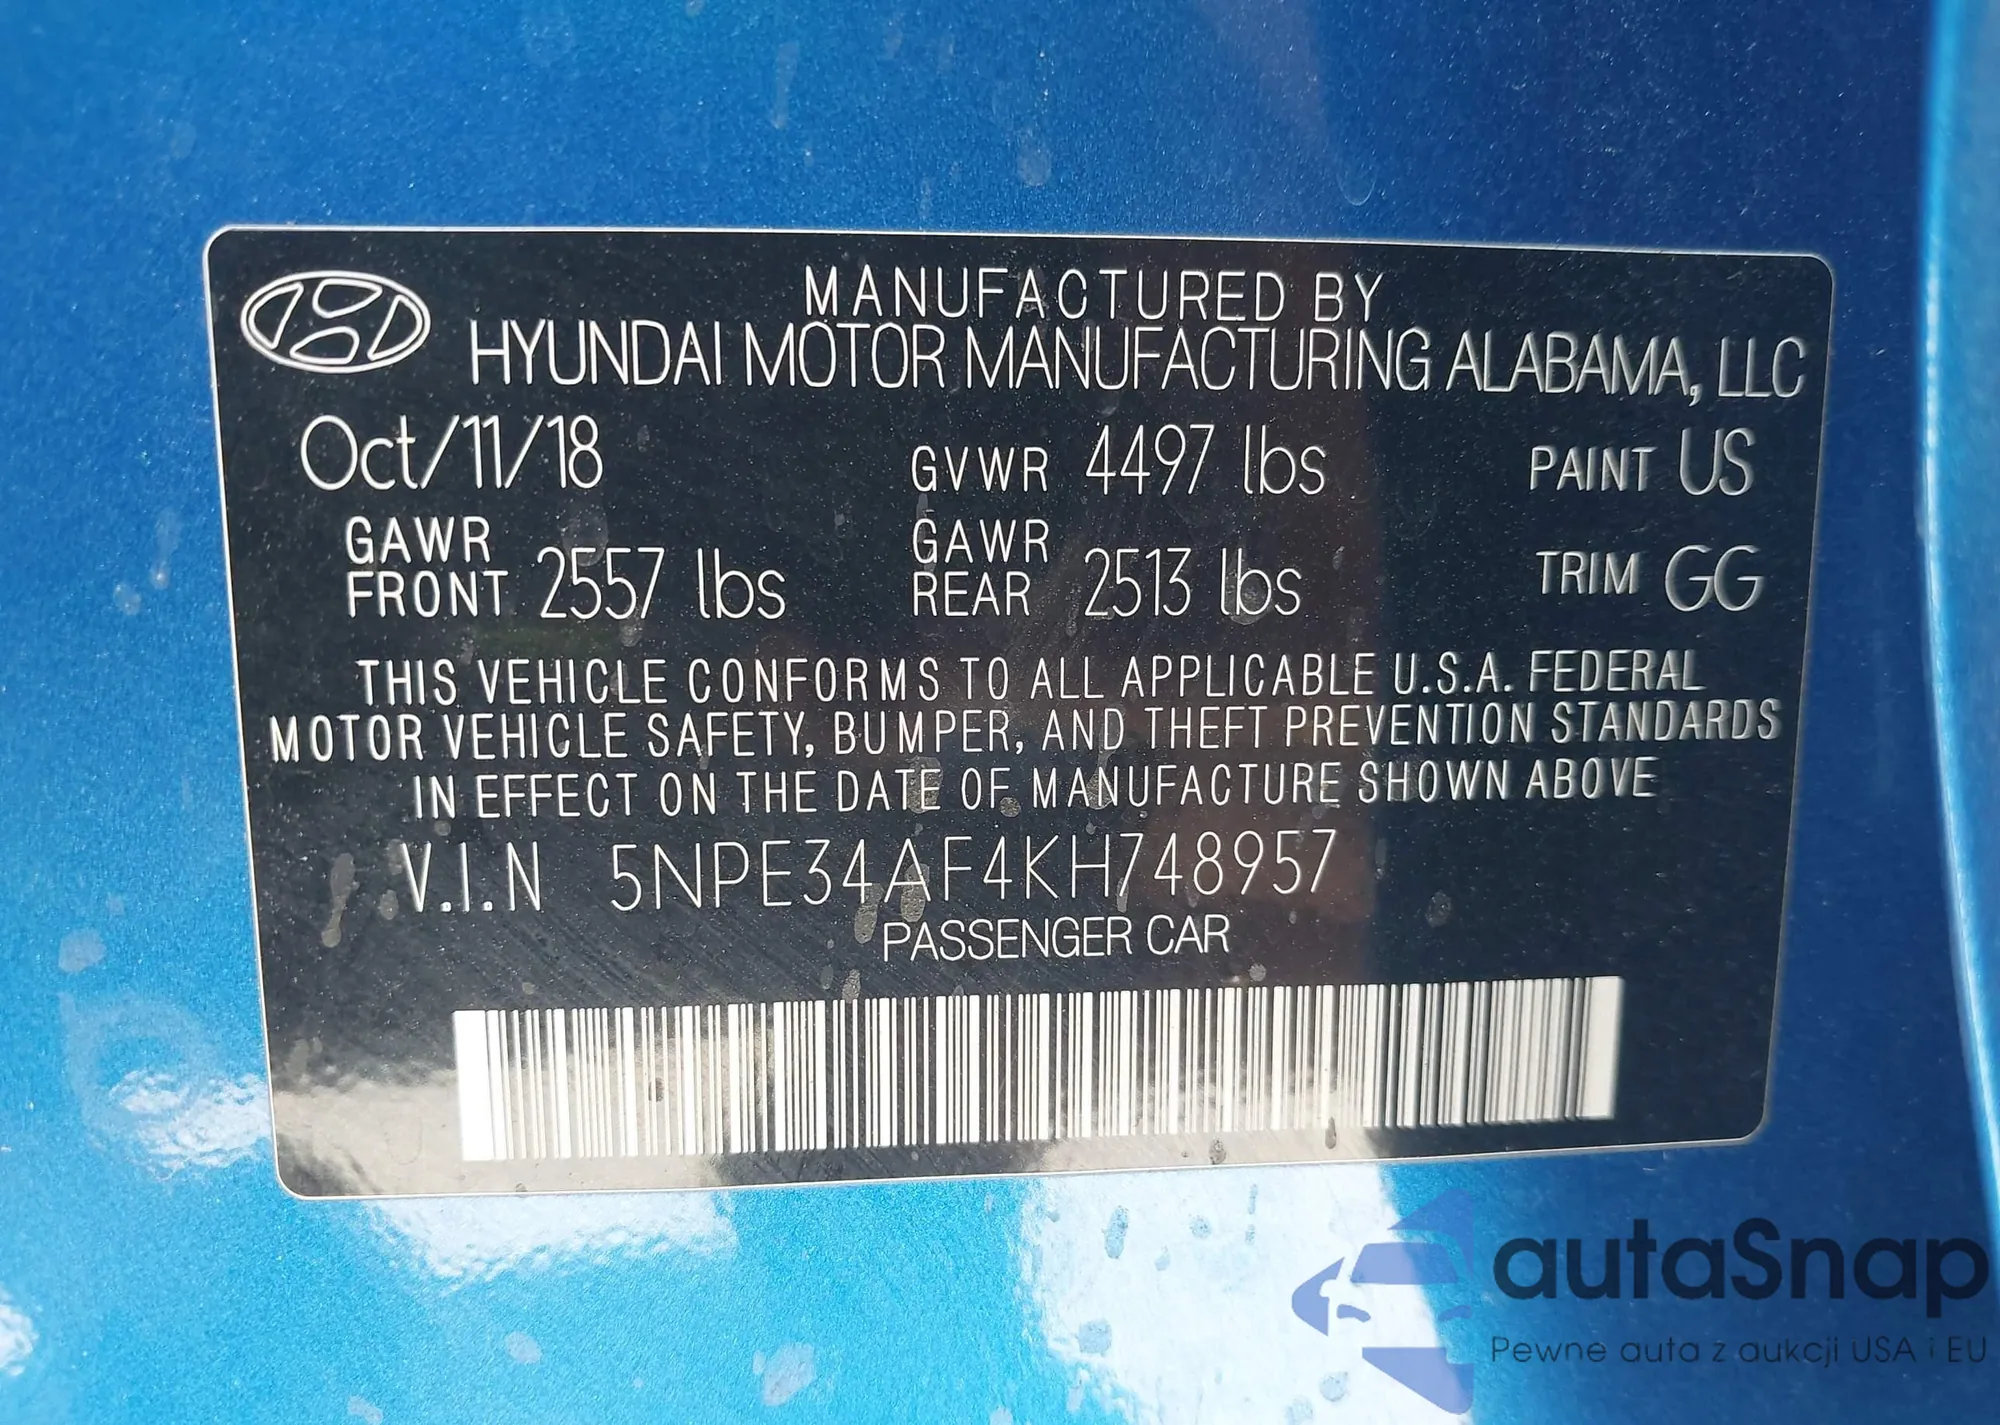 MANUFACTURED BY
HYUNDAI MOTOR MANUFACTURING ALABAMA, LLC
Oct/11/18 GVWR 4497 lbs PAINT US
GAWR FRONT 2557 lbs GAWR REAR 2513 lbs TRIM GG
THIS VEHICLE CONFORMS TO ALL APPLICABLE U.S.A. FEDERAL
MOTOR VEHICLE SAFETY, BUMPER, AND THEFT PREVENTION STANDARDS
IN EFFECT ON THE DATE OF MANUFACTURE SHOWN ABOVE
V.I.N 5NPE34AF4KH748957
PASSENGER CAR
autaSnap
Pewne auta z aukcji USA i EU